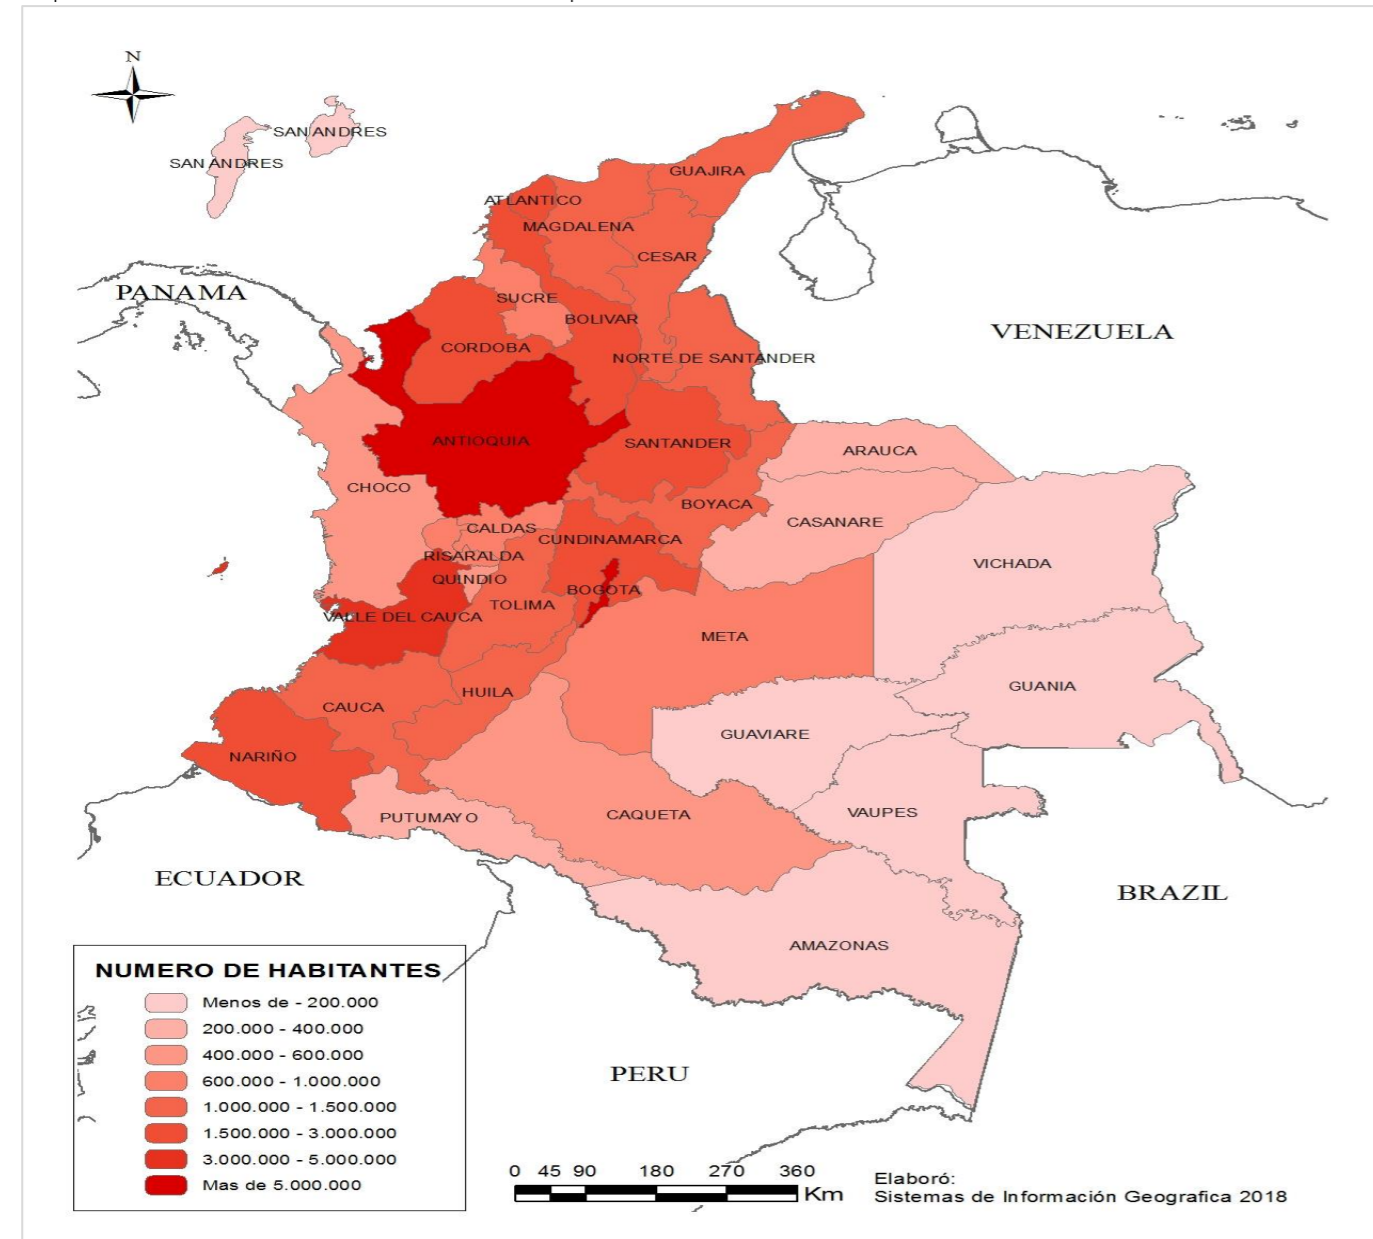 N
SAN ANDRES
SAN ANDRES
GUAJIRA
ATLANTICO
MAGDALENA
CESAR
PANAMA
SUCRE
BOLIVAR
VENEZUELA
CORDOBA
NORTE DE SANTANDER
ANTIOQUIA
SANTANDER
ARAUCA
CHOCO
BOYACA
CASANARE
CALDAS
CUNDINAMARCA
RISARALDA
VICHADA
QUINDIO
BOGOTA
TOLIMA
VALLE DEL CAUCA
META
GUANIA
HUILA
CAUCA
GUAVIARE
NARIÑO
VAUPES
CAQUETA
PUTUMAYO
ECUADOR
BRAZIL
AMAZONAS
NUMERO DE HABITANTES
Menos de - 200.000
200.000 - 400.000
400.000 - 600.000
600.000 - 1.000.000
1.000.000 - 1.500.000
1.500.000 - 3.000.000
3.000.000 - 5.000.000
Mas de 5.000.000
PERU
0 45 90 180 270 360
Km
Elaboró:
Sistemas de Información Geografica 2018